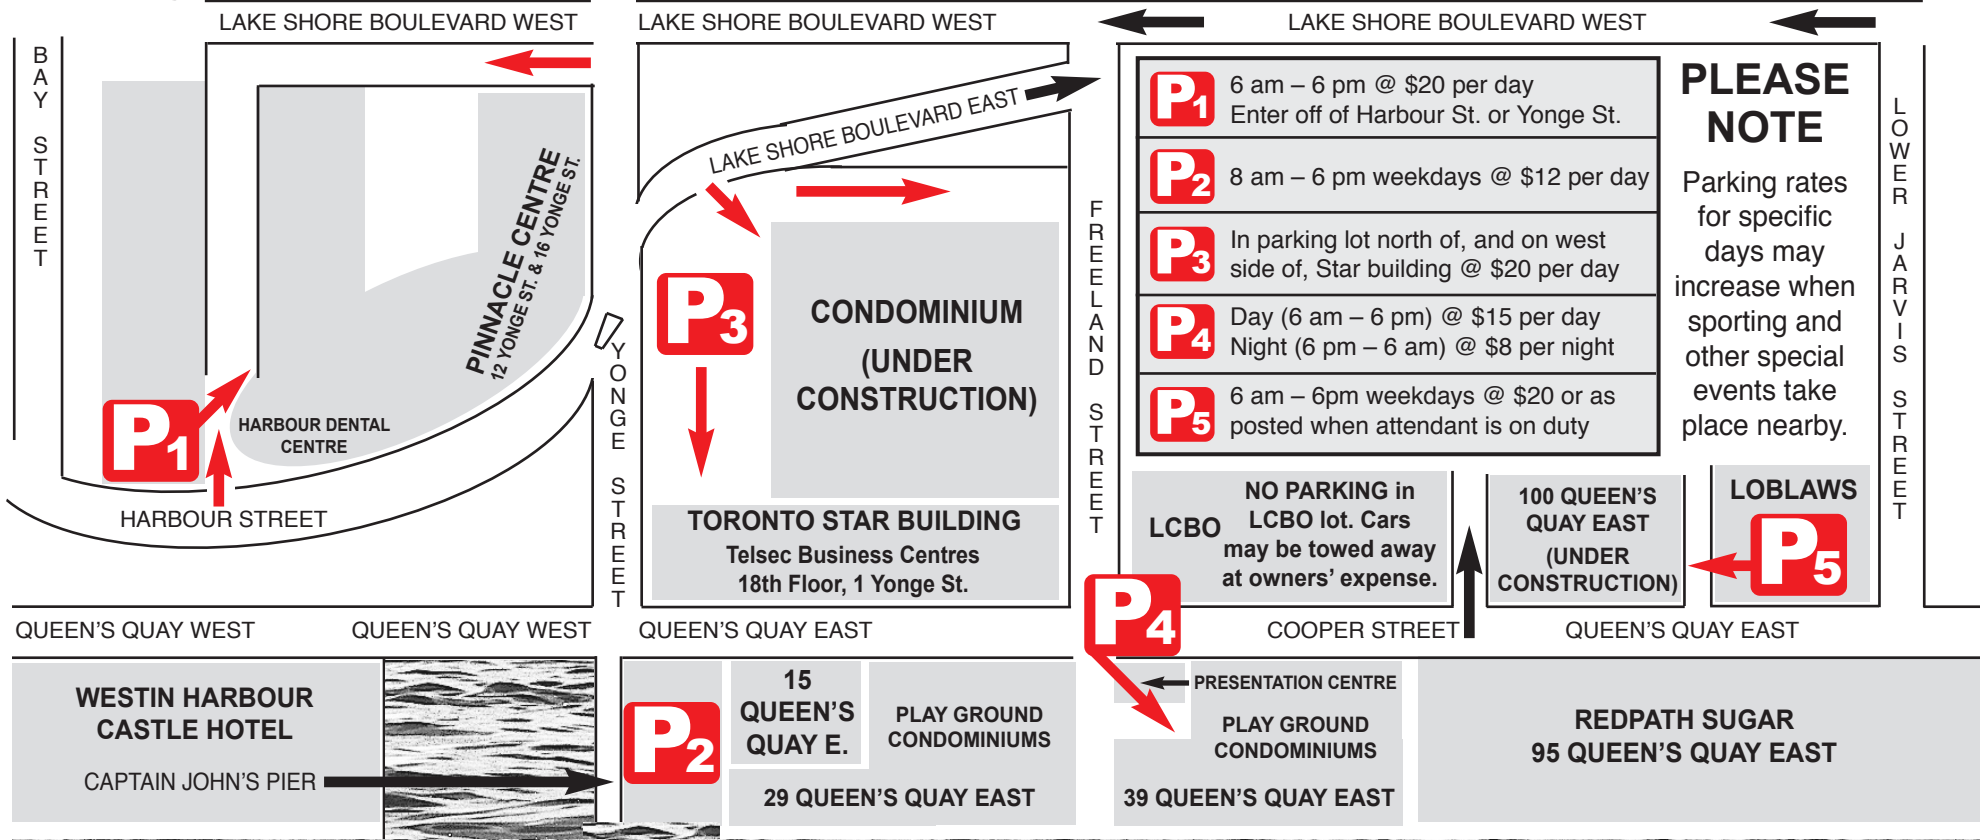 LAKE SHORE BOULEVARD WEST
LAKE SHORE BOULEVARD WEST
LAKE SHORE BOULEVARD WEST
BAY STREET
LAKE SHORE BOULEVARD EAST
PINNACLE CENTRE
12 YONGE ST. & 16 YONGE ST.
P1
HARBOUR DENTAL
CENTRE
HARBOUR STREET
YONGE STREET
P3
CONDOMINIUM
(UNDER
CONSTRUCTION)
TORONTO STAR BUILDING
Telsec Business Centres
18th Floor, 1 Yonge St.
FREELAND STREET
P1
6 am – 6 pm @ $20 per day
Enter off of Harbour St. or Yonge St.
P2
8 am – 6 pm weekdays @ $12 per day
P3
In parking lot north of, and on west
side of, Star building @ $20 per day
P4
Day (6 am – 6 pm) @ $15 per day
Night (6 pm – 6 am) @ $8 per night
P5
6 am – 6pm weekdays @ $20 or as
posted when attendant is on duty
PLEASE
NOTE
Parking rates
for specific
days may
increase when
sporting and
other special
events take
place nearby.
LOWER JARVIS STREET
LCBO
NO PARKING in
LCBO lot. Cars
may be towed away
at owners' expense.
100 QUEEN'S
QUAY EAST
(UNDER
CONSTRUCTION)
LOBLAWS
P5
P4
QUEEN'S QUAY WEST
QUEEN'S QUAY WEST
QUEEN'S QUAY EAST
COOPER STREET
QUEEN'S QUAY EAST
WESTIN HARBOUR
CASTLE HOTEL
CAPTAIN JOHN'S PIER
P2
15
QUEEN'S
QUAY E.
PLAY GROUND
CONDOMINIUMS
29 QUEEN'S QUAY EAST
PRESENTATION CENTRE
PLAY GROUND
CONDOMINIUMS
39 QUEEN'S QUAY EAST
REDPATH SUGAR
95 QUEEN'S QUAY EAST